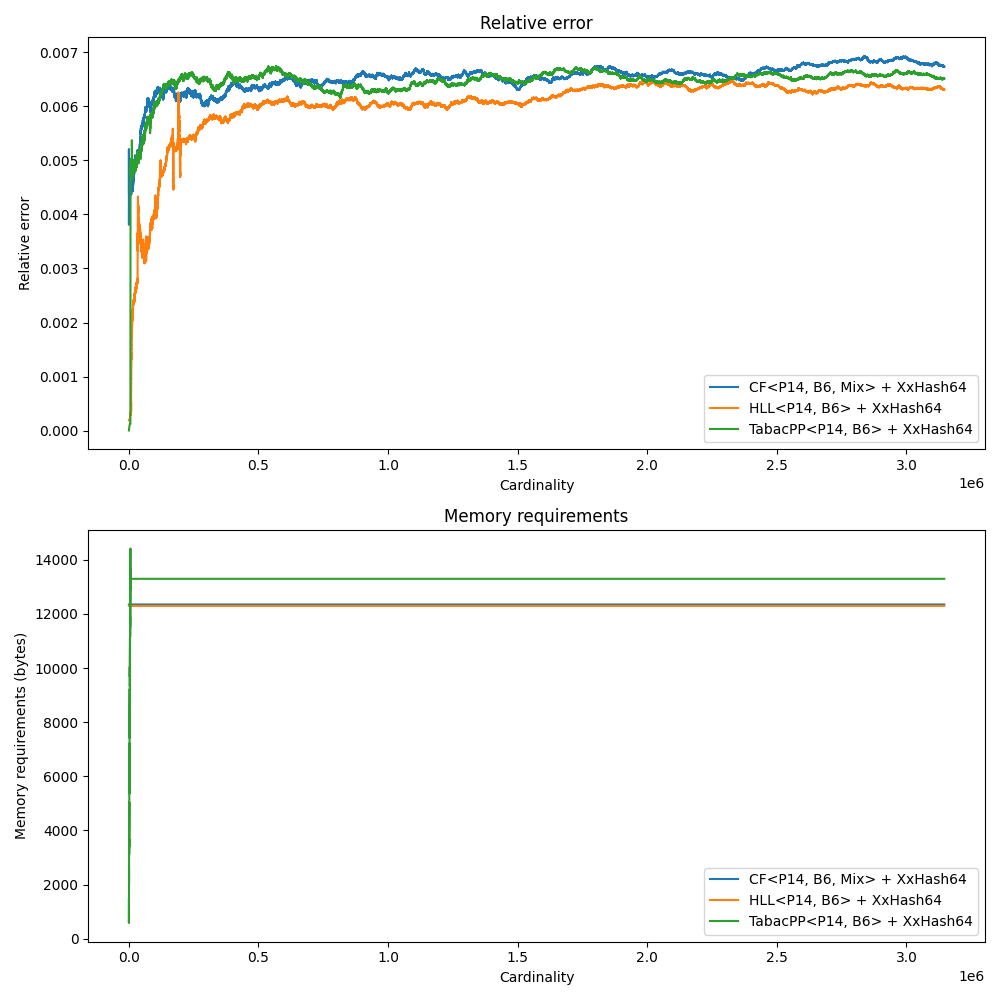 Relative error
Relative error
0.007
0.006
0.005
0.004
0.003
0.002
0.001
0.000
CF<P14, B6, Mix> + XxHash64
HLL<P14, B6> + XxHash64
TabacPP<P14, B6> + XxHash64
0.0 0.5 1.0 1.5 2.0 2.5 3.0
1e6
Cardinality
Memory requirements
Memory requirements (bytes)
14000
12000
10000
8000
6000
4000
2000
0
CF<P14, B6, Mix> + XxHash64
HLL<P14, B6> + XxHash64
TabacPP<P14, B6> + XxHash64
0.0 0.5 1.0 1.5 2.0 2.5 3.0
1e6
Cardinality